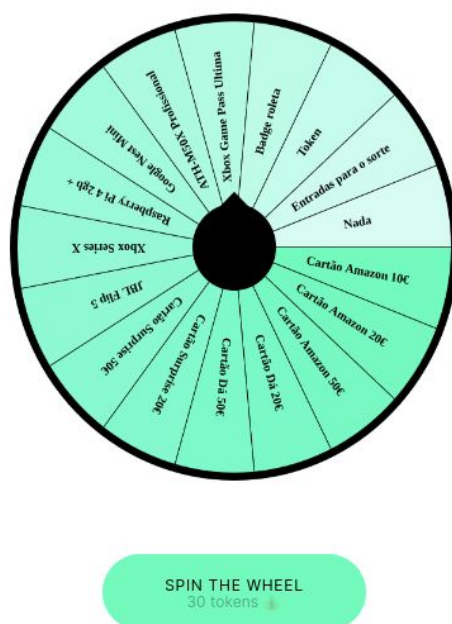 Xbox Game Pass Ultima
Badge roleta
Token
Entradas para o sorte
Nada
Cartão Amazon 10€
Cartão Amazon 20€
Cartão Amazon 50€
Cartão Dá 20€
Cartão Dá 50€
Cartão Surprise 20€
Cartão Surprise 50€
JBL Flip 5
Xbox Series X
Raspberry Pi 4 2gb +
Google Nest Mini
ATH-M50X Profissional
SPIN THE WHEEL
30 tokens